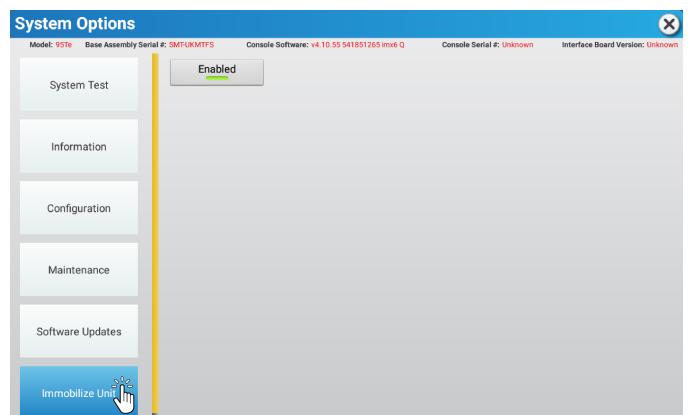 System Options
Model: 95Te Base Assembly Serial #: SMT-UKMTFS Console Software: v4.10.55 541851265 imx6 Q Console Serial #: Unknown Interface Board Version: Unknown
Enabled
System Test
Information
Configuration
Maintenance
Software Updates
Immobilize Unit